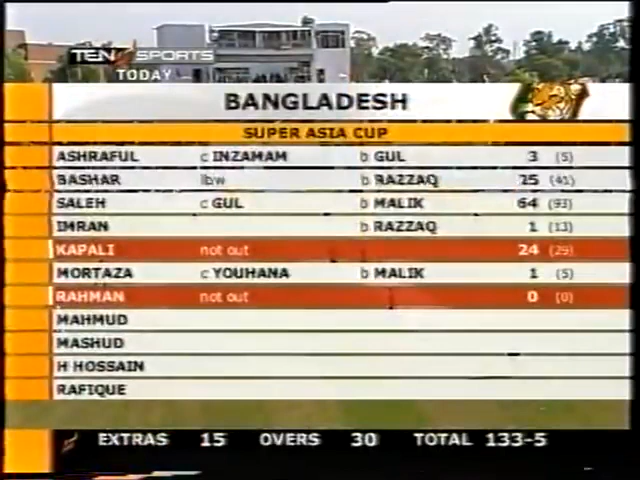 TEN SPORTS
TODAY
BANGLADESH
SUPER ASIA CUP
ASHRAFUL c INZAMAM b GUL 3 (5)
BASHAR lbw b RAZZAQ 25 (41)
SALEH c GUL b MALIK 64 (93)
IMRAN b RAZZAQ 1 (13)
KAPALI not out 24 (29)
MORTAZA c YOUHANA b MALIK 1 (5)
RAHMAN not out 0 (0)
MAHMUD
MASHUD
H HOSSAIN
RAFIQUE
EXTRAS 15 OVERS 30 TOTAL 133-5